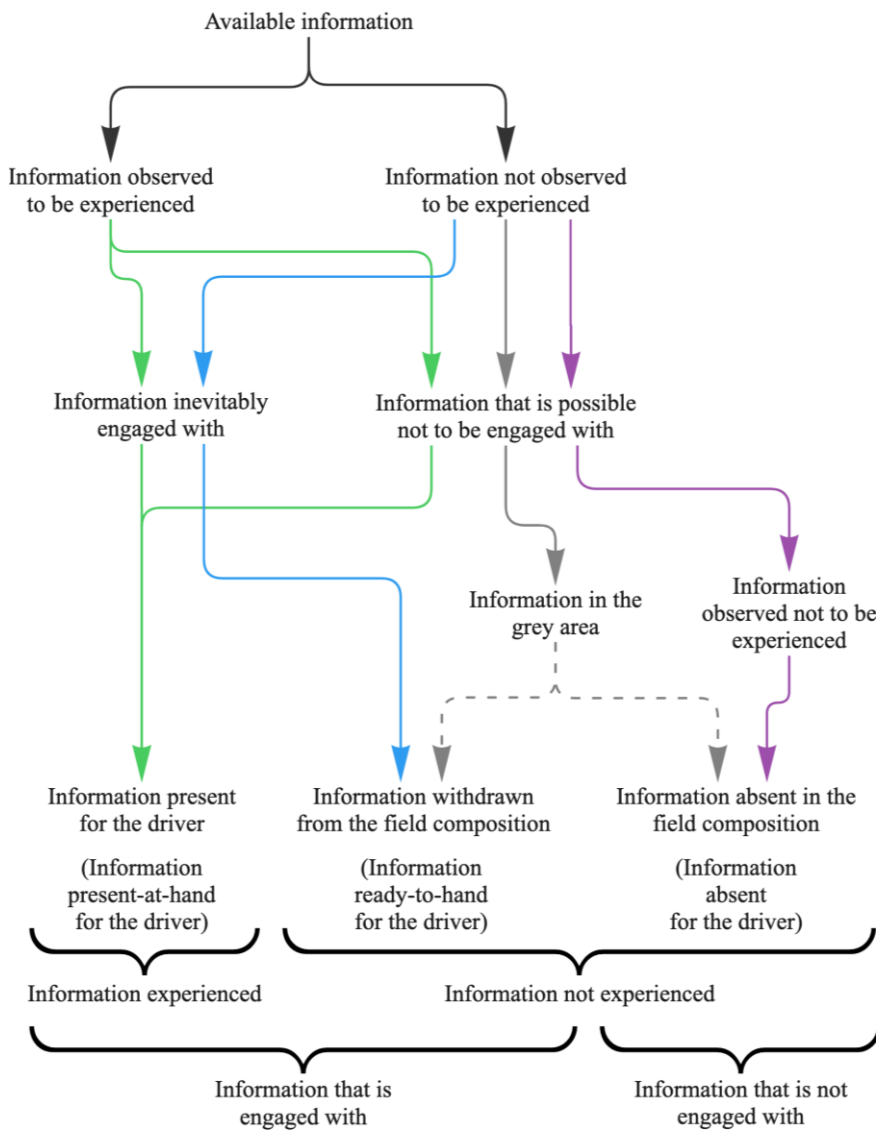 Available information
Information observed
to be experienced
Information not observed
to be experienced
Information inevitably
engaged with
Information that is possible
not to be engaged with
Information in the
grey area
Information
observed not to be
experienced
Information present
for the driver
(Information
present-at-hand
for the driver)
Information withdrawn
from the field composition
(Information
ready-to-hand
for the driver)
Information absent in the
field composition
(Information
absent
for the driver)
Information experienced
Information not experienced
Information that is
engaged with
Information that is not
engaged with